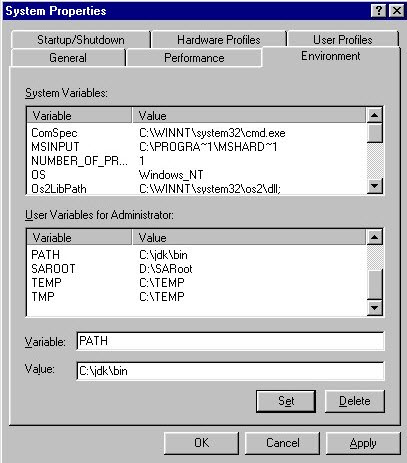 System Properties
Startup/Shutdown Hardware Profiles User Profiles
General Performance Environment
System Variables:
Variable Value
ComSpec C:\WINNT\system32\cmd.exe
MSINPUT C:\PROGRA~1\MSHARD~1
NUMBER_OF_PR... 1
OS Windows_NT
Os2LibPath C:\WINNT\system32\os2\dll;
User Variables for Administrator:
Variable Value
PATH C:\jdk\bin
SAROOT D:\SARoot
TEMP C:\TEMP
TMP C:\TEMP
Variable: PATH
Value: C:\jdk\bin
Set Delete
OK Cancel Apply